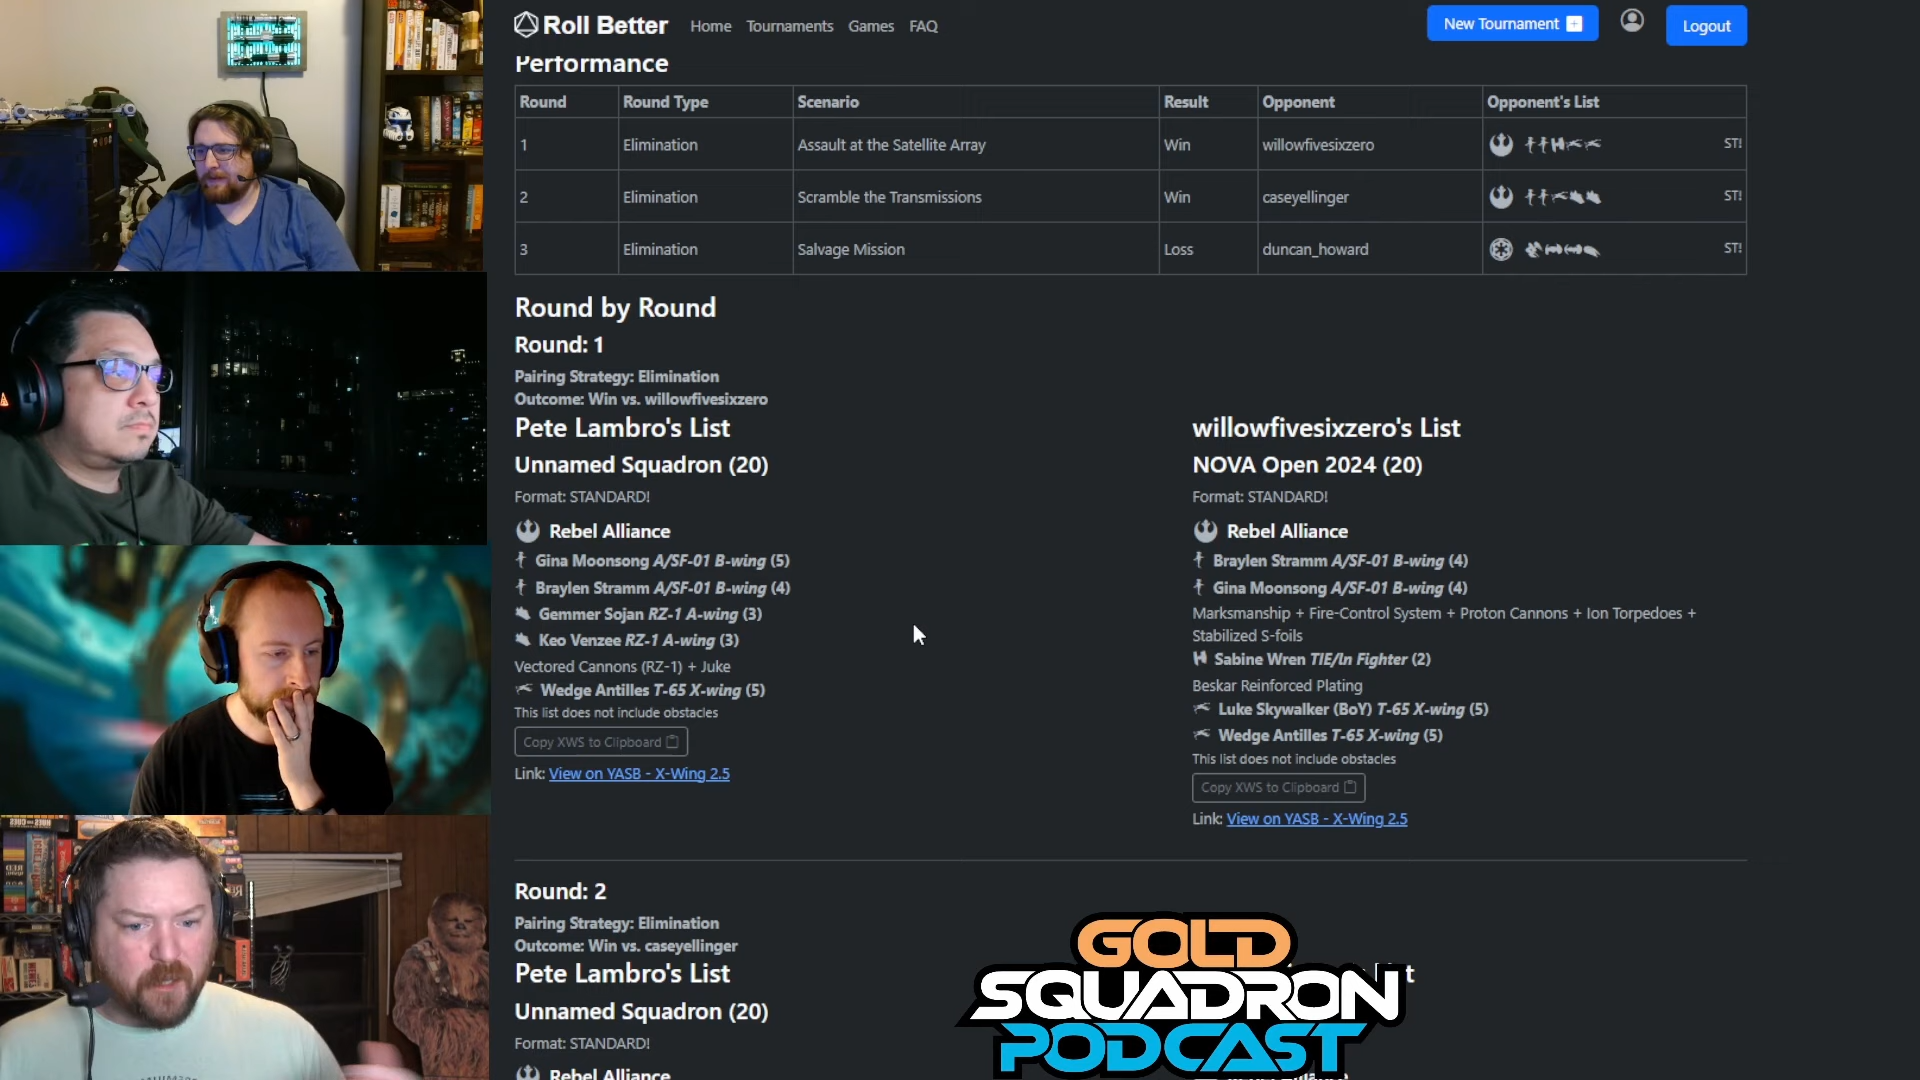 Roll Better
Home Tournaments Games FAQ
New Tournament
Logout
Performance
Round Round Type Scenario Result Opponent Opponent's List
1 Elimination Assault at the Satellite Array Win willowfivesixzero ST!
2 Elimination Scramble the Transmissions Win caseyellinger ST!
3 Elimination Salvage Mission Loss duncan_howard ST!
Round by Round
Round: 1
Pairing Strategy: Elimination
Outcome: Win vs. willowfivesixzero
Pete Lambro's List
Unnamed Squadron (20)
Format: STANDARD!
Rebel Alliance
Gina Moonsong A/SF-01 B-wing (5)
Braylen Stramm A/SF-01 B-wing (4)
Gemmer Sojan RZ-1 A-wing (3)
Keo Venzee RZ-1 A-wing (3)
Vectored Cannons (RZ-1) + Juke
Wedge Antilles T-65 X-wing (5)
This list does not include obstacles
Copy XWS to Clipboard
Link: View on YASB - X-Wing 2.5
willowfivesixzero's List
NOVA Open 2024 (20)
Format: STANDARD!
Rebel Alliance
Braylen Stramm A/SF-01 B-wing (4)
Gina Moonsong A/SF-01 B-wing (4)
Marksmanship + Fire-Control System + Proton Cannons + Ion Torpedoes +
Stabilized S-foils
Sabine Wren TIE/ln Fighter (2)
Beskar Reinforced Plating
Luke Skywalker (BoY) T-65 X-wing (5)
Wedge Antilles T-65 X-wing (5)
This list does not include obstacles
Copy XWS to Clipboard
Link: View on YASB - X-Wing 2.5
Round: 2
Pairing Strategy: Elimination
Outcome: Win vs. caseyellinger
Pete Lambro's List
Unnamed Squadron (20)
Format: STANDARD!
Rebel Alliance
GOLD
SQUADRON
PODCAST